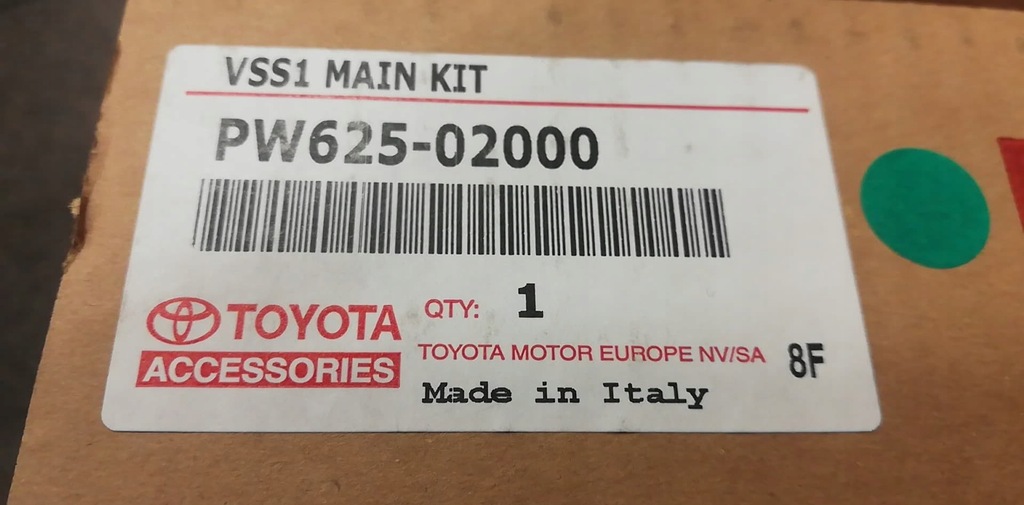 VSS1 MAIN KIT
PW625-02000
TOYOTA
ACCESSORIES
QTY: 1
TOYOTA MOTOR EUROPE NV/SA 8F
Made in Italy